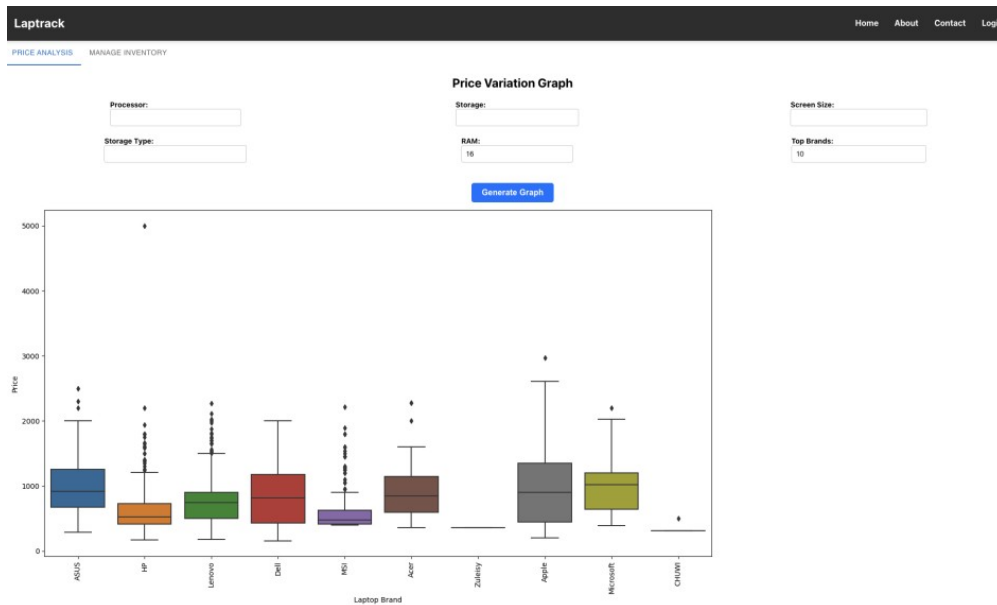 Laptrack
Home About Contact
PRICE ANALYSIS MANAGE INVENTORY
Price Variation Graph
Processor: Storage: Screen Size:
Storage Type: RAM: Top Brands:
16 10
Generate Graph
5000
4000
3000
2000
1000
0
Price
ASUS HP Lenovo Dell MSI Acer Zuleisy Apple Microsoft CHUWI
Laptop Brand